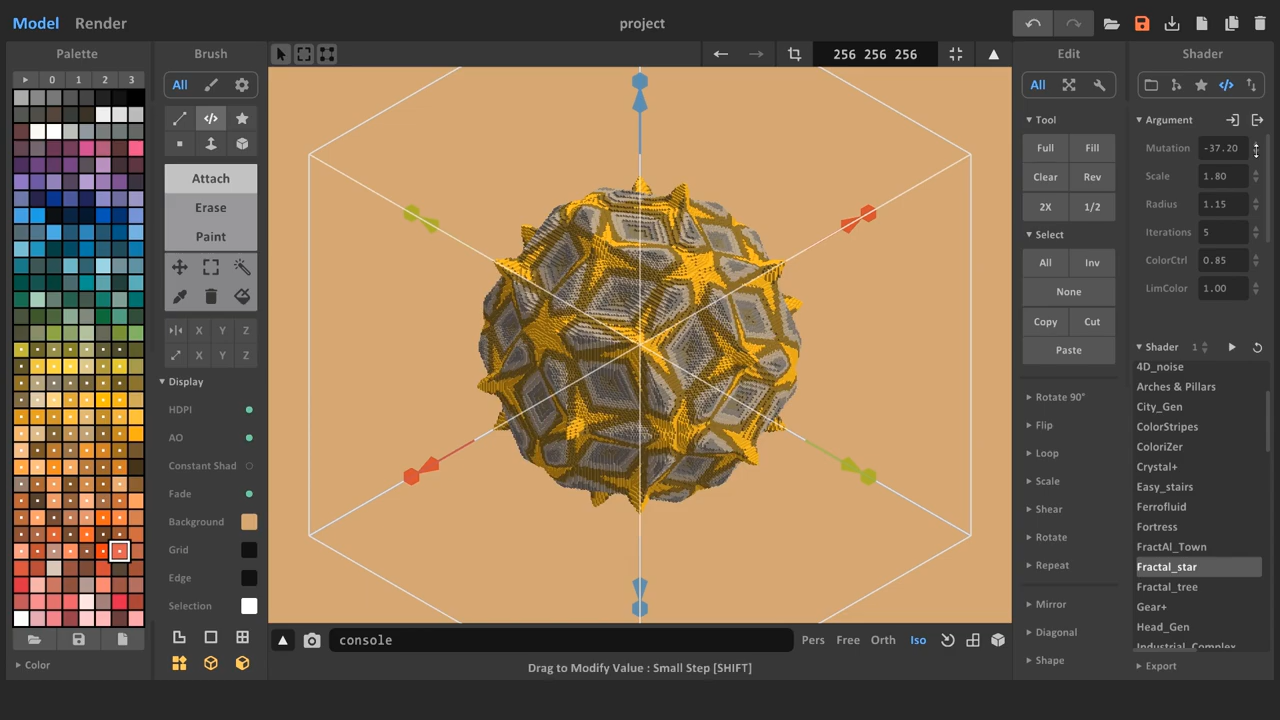 Model Render
project
Palette
0 1 2 3
Color
Brush
All
Attach
Erase
Paint
X Y Z
X Y Z
Display
HDPI
AO
Constant Shad
Fade
Background
Grid
Edge
Selection
256 256 256
console
Pers Free Orth Iso
Drag to Modify Value : Small Step [SHIFT]
Edit
All
Tool
Full Fill
Clear Rev
2X 1/2
Select
All Inv
None
Copy Cut
Paste
Rotate 90°
Flip
Loop
Scale
Shear
Rotate
Repeat
Mirror
Diagonal
Shape
Shader
Argument
Mutation -37.20
Scale 1.80
Radius 1.15
Iterations 5
ColorCtrl 0.85
LimColor 1.00
Shader 1
4D_noise
Arches & Pillars
City_Gen
ColorStripes
ColoriZer
Crystal+
Easy_stairs
Ferrofluid
Fortress
FractAl_Town
Fractal_star
Fractal_tree
Gear+
Head_Gen
Industrial_Complex
Export